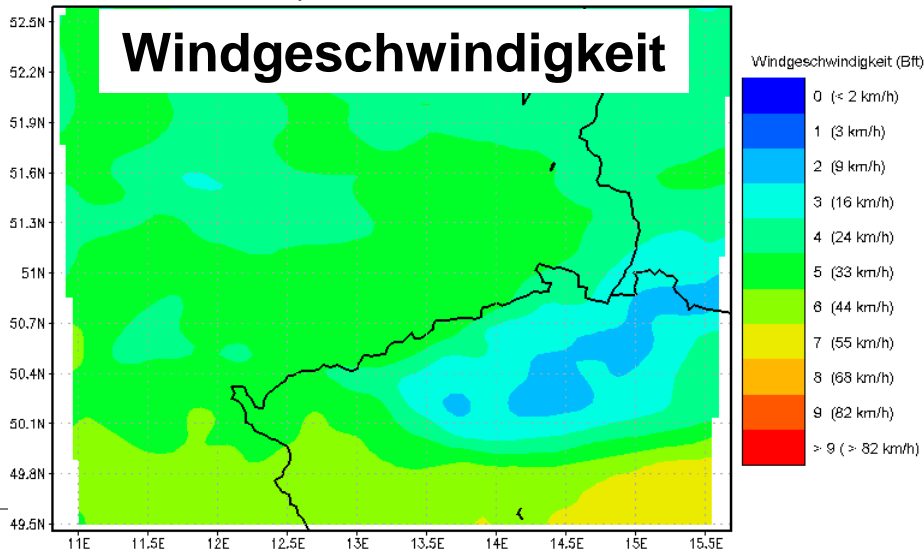 Windgeschwindigkeit
52.5N
52.2N
51.9N
51.6N
51.3N
51N
50.7N
50.4N
50.1N
49.8N
49.5N
11E 11.5E 12E 12.5E 13E 13.5E 14E 14.5E 15E 15.5E
Windgeschwindigkeit (Bft)
0 (< 2 km/h)
1 (3 km/h)
2 (9 km/h)
3 (16 km/h)
4 (24 km/h)
5 (33 km/h)
6 (44 km/h)
7 (55 km/h)
8 (68 km/h)
9 (82 km/h)
> 9 ( > 82 km/h)